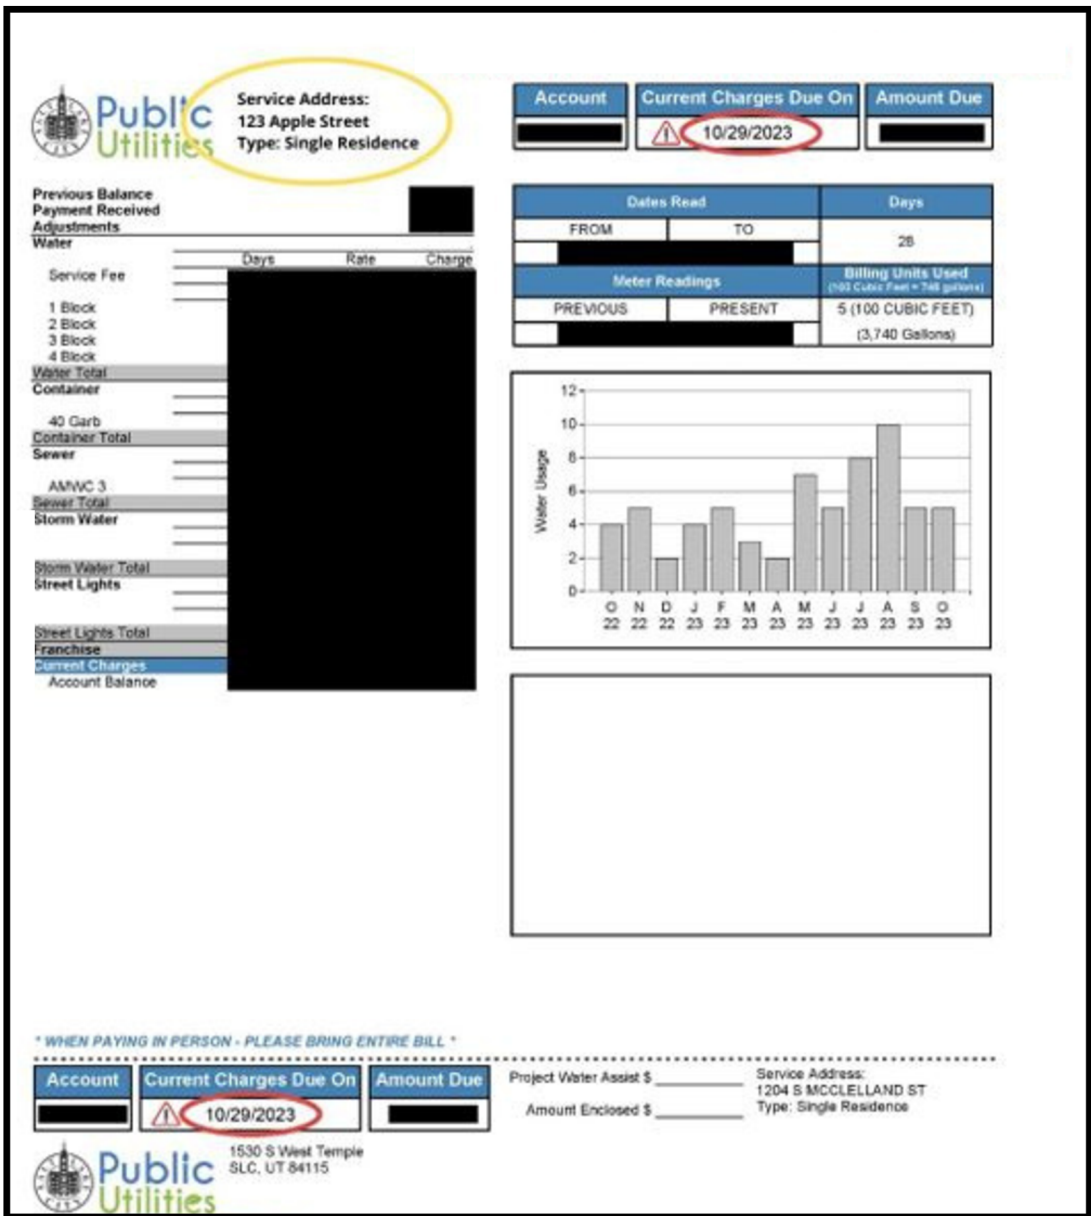 Public
Utilities
Service Address:
123 Apple Street
Type: Single Residence
Account
Current Charges Due On
Amount Due
10/29/2023
Previous Balance
Payment Received
Adjustments
Water
Days Rate Charge
Service Fee
1 Block
2 Block
3 Block
4 Block
Water Total
Container
40 Garb
Container Total
Sewer
AMWC 3
Sewer Total
Storm Water
Storm Water Total
Street Lights
Street Lights Total
Franchise
Current Charges
Account Balance
Dates Read Days
FROM TO
28
Meter Readings
Billing Units Used
(100 Cubic Feet = 748 gallons)
PREVIOUS PRESENT
5 (100 CUBIC FEET)
(3,740 Gallons)
Water Usage
12
10
8
6
4
2
0
O N D J F M A M J J A S O
22 22 22 23 23 23 23 23 23 23 23 23 23
* WHEN PAYING IN PERSON - PLEASE BRING ENTIRE BILL *
Account
Current Charges Due On
Amount Due
10/29/2023
Project Water Assist $
Amount Enclosed $
Service Address:
1204 S MCCLELLAND ST
Type: Single Residence
Public
Utilities
1530 S West Temple
SLC, UT 84115